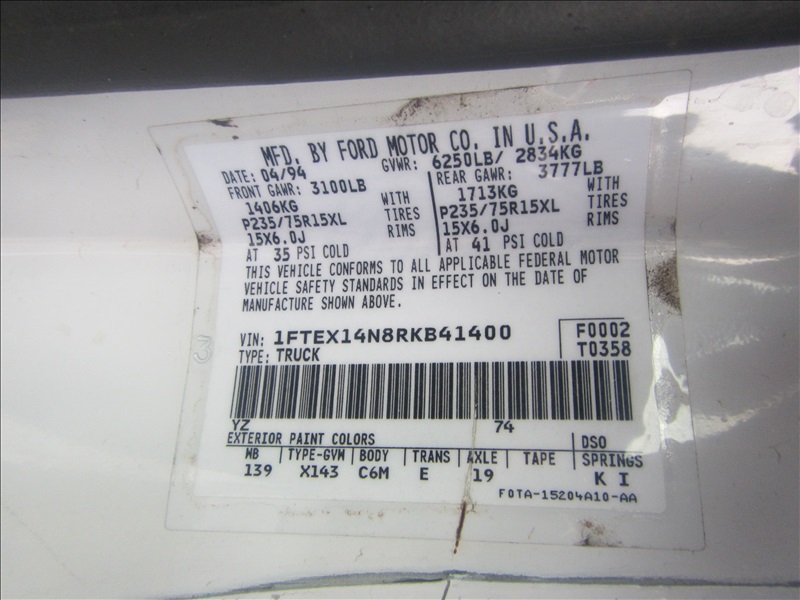 MFD. BY FORD MOTOR CO. IN U.S.A.
DATE: 04/94 GVWR: 6250LB/ 2834KG
FRONT GAWR: 3100LB REAR GAWR: 3777LB
1406KG WITH 1713KG WITH
P235/75R15XL TIRES P235/75R15XL TIRES
15X6.0J RIMS 15X6.0J RIMS
AT 35 PSI COLD AT 41 PSI COLD
THIS VEHICLE CONFORMS TO ALL APPLICABLE FEDERAL MOTOR
VEHICLE SAFETY STANDARDS IN EFFECT ON THE DATE OF
MANUFACTURE SHOWN ABOVE.
VIN: 1FTEX14N8RKB41400 F0002
TYPE: TRUCK T0358
YZ 74
EXTERIOR PAINT COLORS DSO
WB TYPE-GVW BODY TRANS AXLE TAPE SPRINGS
139 X143 C6M E 19 K I
F0TA-15204A10-AA